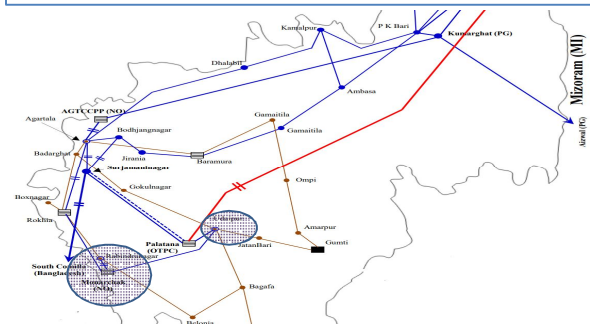 Kamalpur
P K Bari
Kumarghat (PG)
Mizoram (MI)
Dhalabil
Ambasa
AGTCCPP (NO)
Gamaitila
Aizwal (PG)
Agartala
Bodhjangnagar
Gamaitila
Badarghat
Jirania
Baramura
Surjamaninagar
Ompi
Gokulnagar
Boxnagar
Rokhia
Udaipur
Amarpur
Palatana
(OTPC)
JatanBari
Gumti
South Comilla
(Bangladesh)
Rabindranagar
Monarchak
(NO)
Bagafa
Belonia